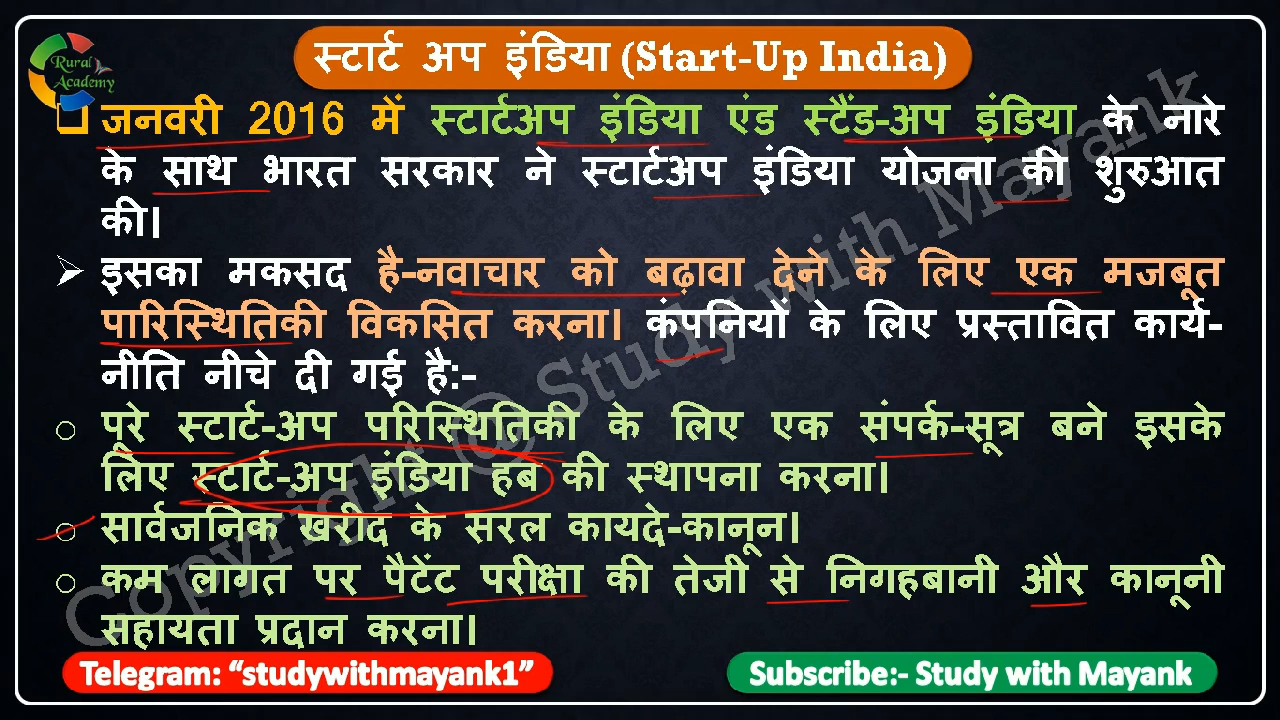 स्टार्ट अप इंडिया (Start-Up India)
Rural
Academy
जनवरी 2016 में स्टार्टअप इंडिया एंड स्टैंड-अप इंडिया के नारे
के साथ भारत सरकार ने स्टार्टअप इंडिया योजना की शुरुआत
की।
इसका मकसद है-नवाचार को बढ़ावा देने के लिए एक मजबूत
पारिस्थितिकी विकसित करना। कंपनियों के लिए प्रस्तावित कार्य-
नीति नीचे दी गई है:-
पूरे स्टार्ट-अप परिस्थितिकी के लिए एक संपर्क-सूत्र बने इसके
लिए स्टार्ट-अप इंडिया हब की स्थापना करना।
सार्वजनिक खरीद के सरल कायदे-कानून।
कम लागत पर पैटेंट परीक्षा की तेजी से निगहबानी और कानूनी
सहायता प्रदान करना।
Copyright @ Study with Mayank
Telegram: “studywithmayank1”
Subscribe:- Study with Mayank